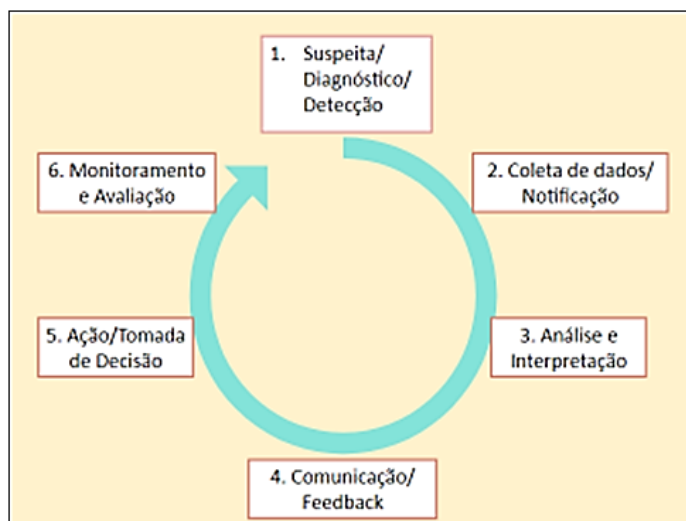 1. Suspeita/
Diagnóstico/
Detecção
2. Coleta de dados/
Notificação
3. Análise e
Interpretação
4. Comunicação/
Feedback
5. Ação/Tomada
de Decisão
6. Monitoramento
e Avaliação